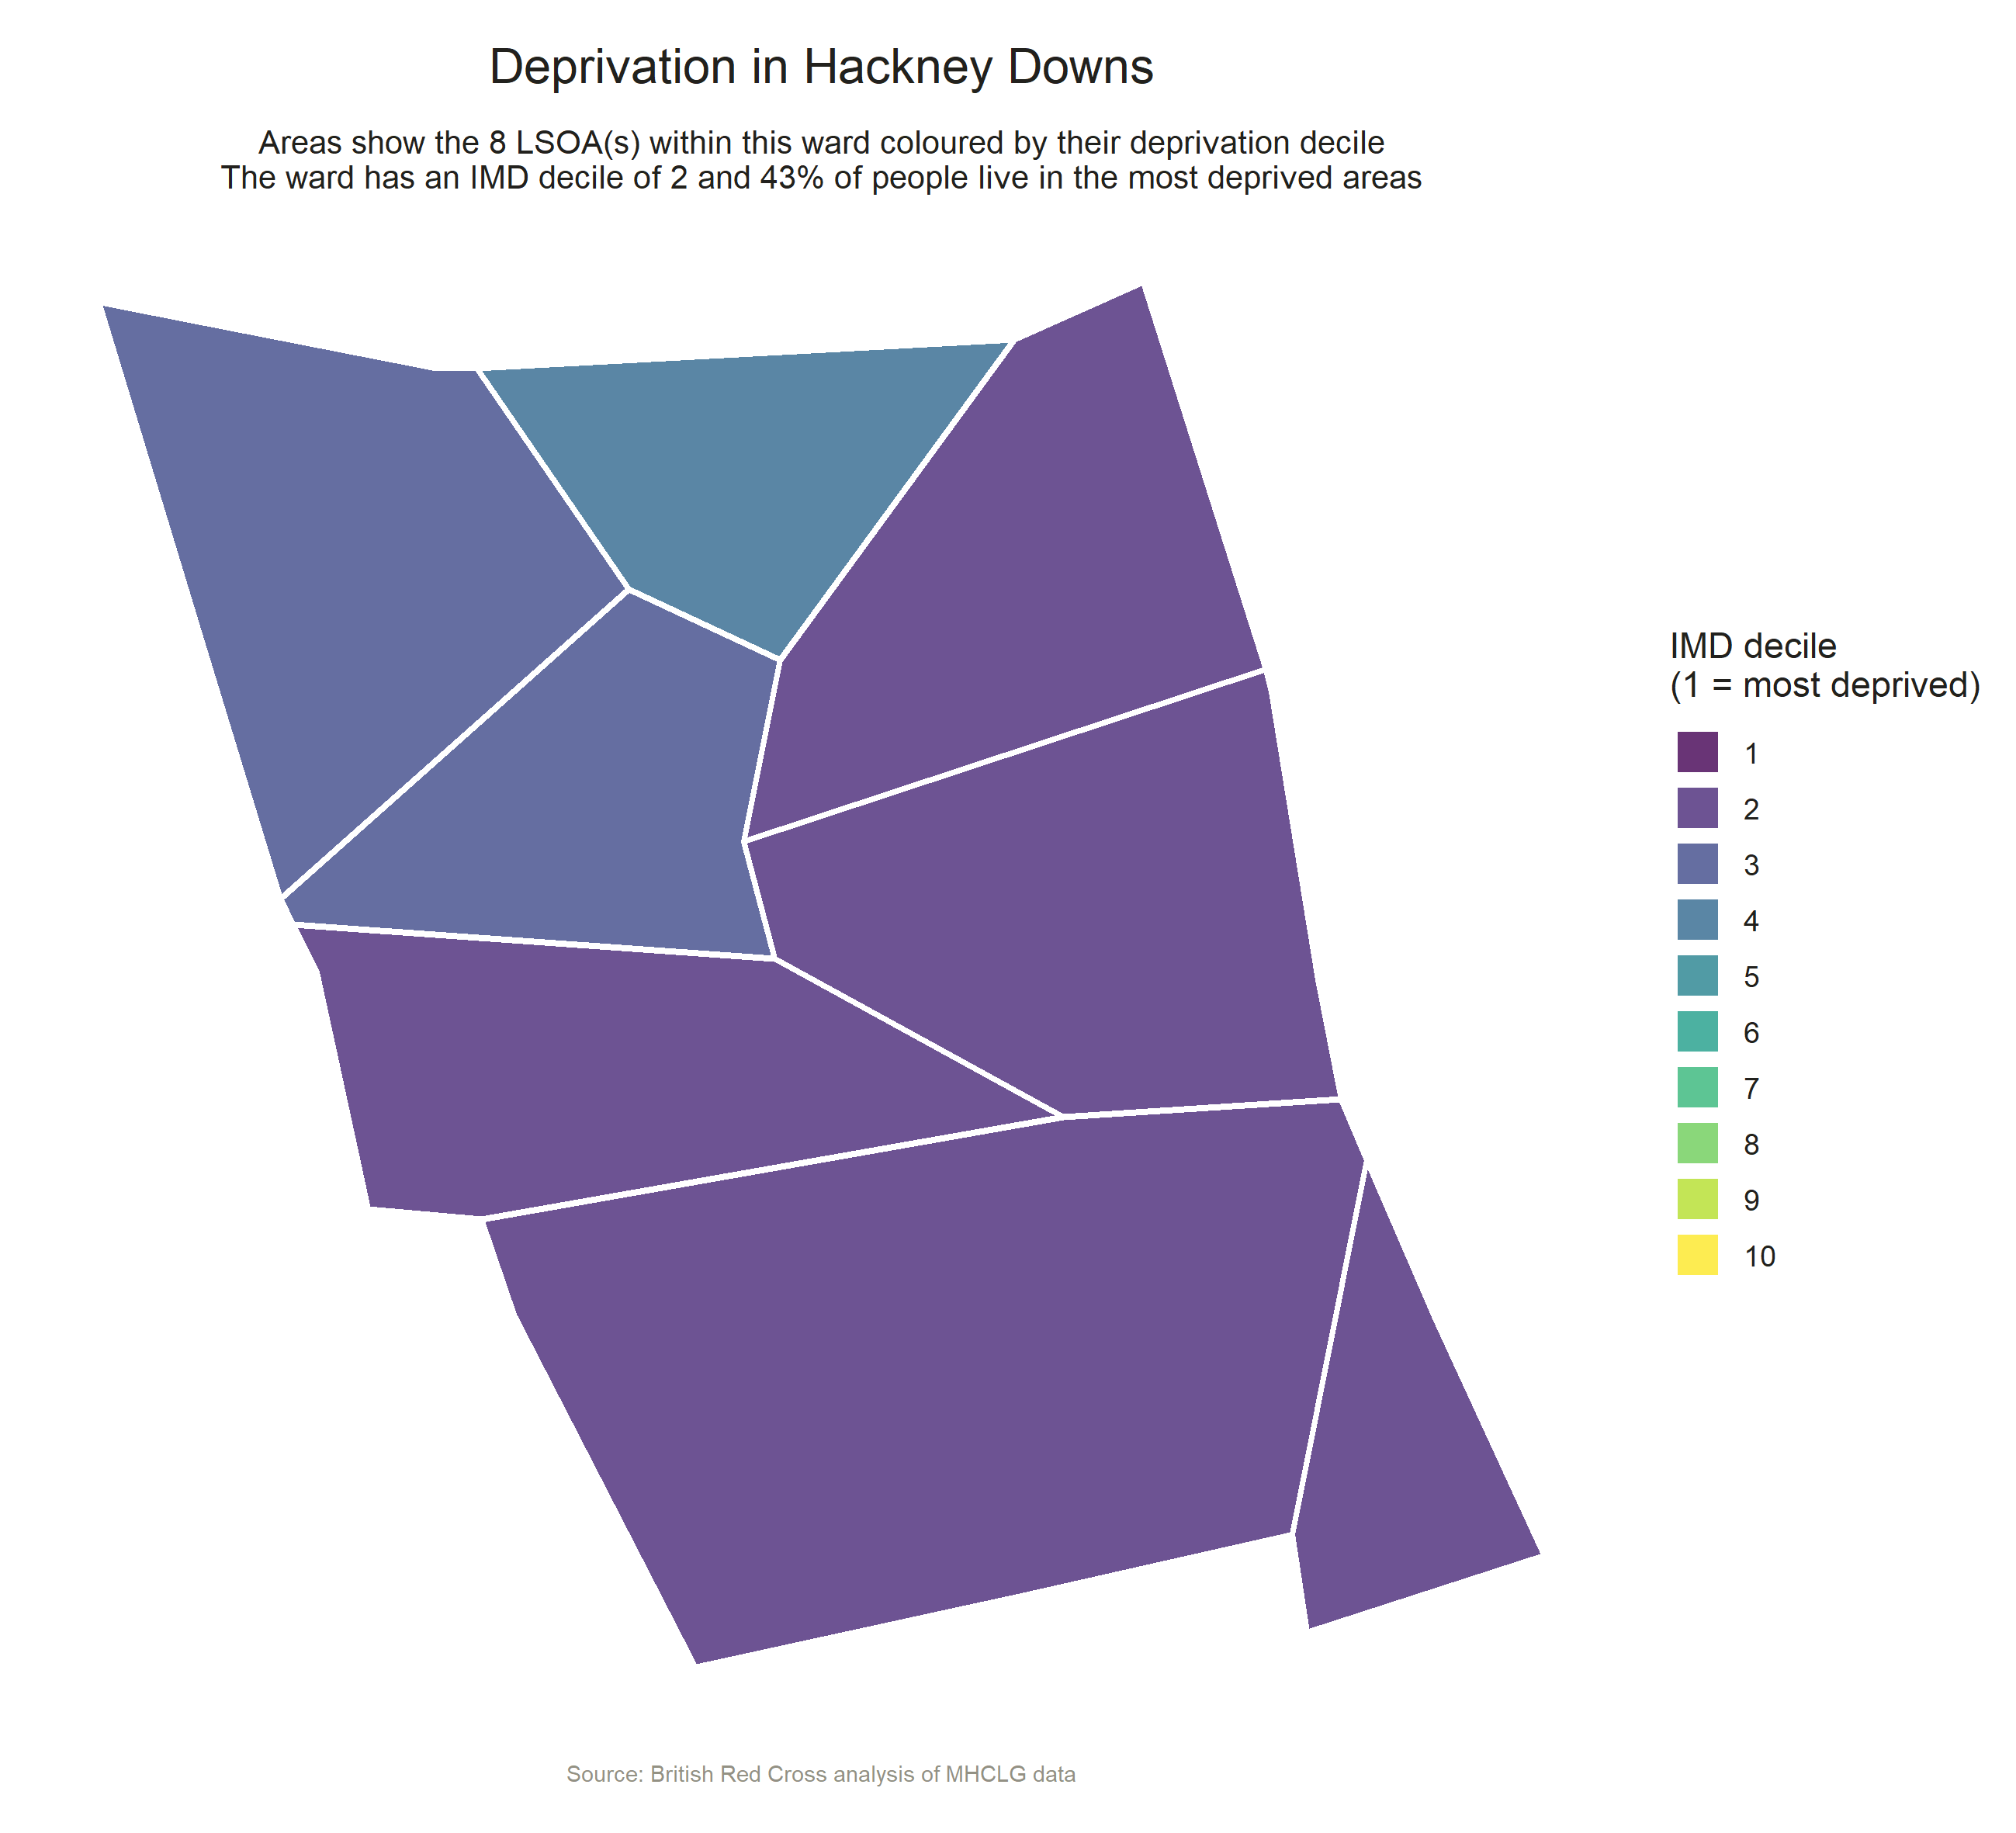 Deprivation in Hackney Downs
Areas show the 8 LSOA(s) within this ward coloured by their deprivation decile
The ward has an IMD decile of 2 and 43% of people live in the most deprived areas
IMD decile
(1 = most deprived)
1
2
3
4
5
6
7
8
9
10
Source: British Red Cross analysis of MHCLG data